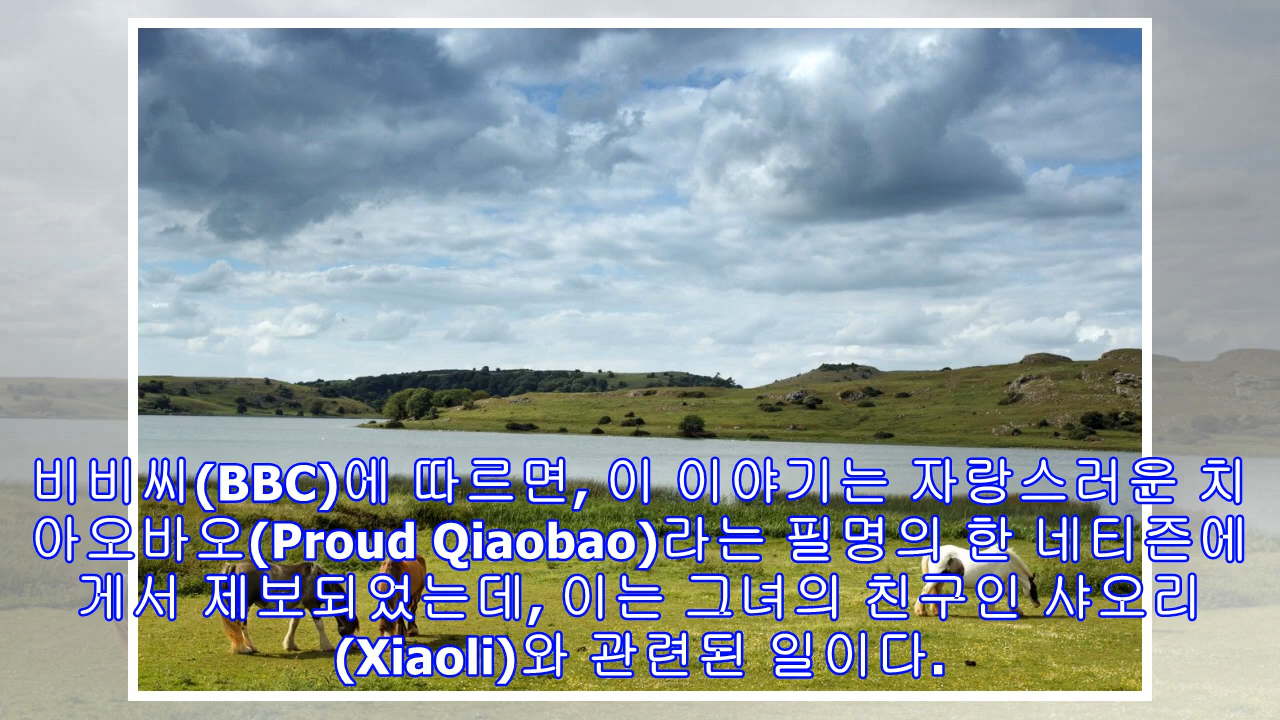 비비씨(BBC)에 따르면, 이 이야기는 자랑스러운 치
아오바오(Proud Qiaobao)라는 필명의 한 네티즌에
게서 제보되었는데, 이는 그녀의 친구인 샤오리
(Xiaoli)와 관련된 일이다.